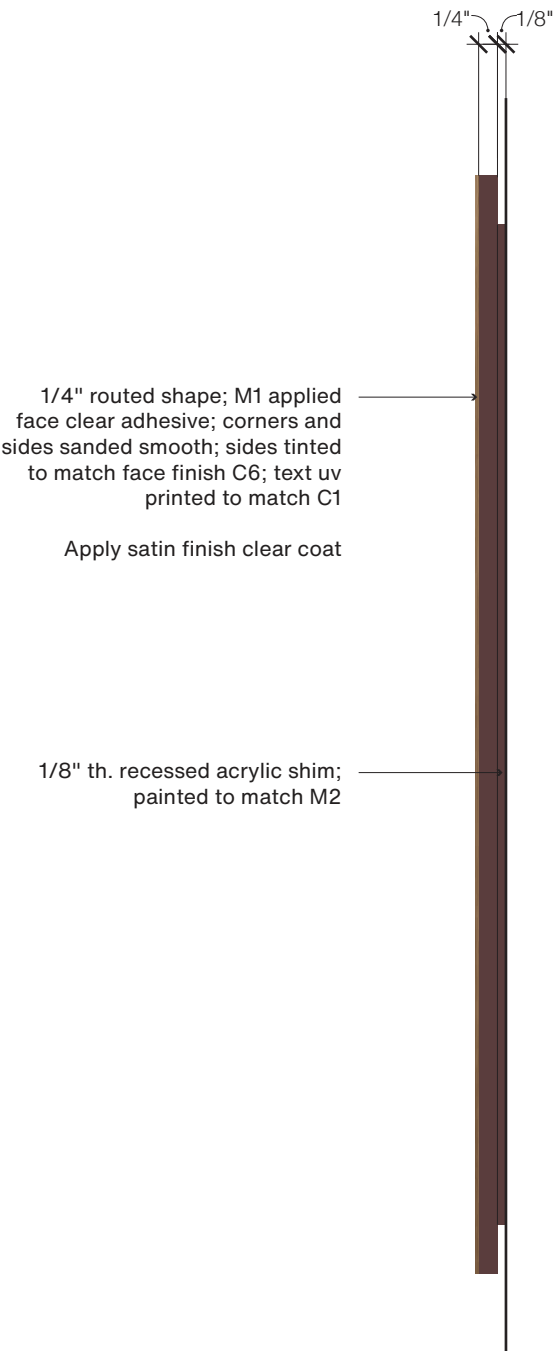 1/4" 1/8"
1/4" routed shape; M1 applied
face clear adhesive; corners and
sides sanded smooth; sides tinted
to match face finish C6; text uv
printed to match C1
Apply satin finish clear coat
1/8" th. recessed acrylic shim;
painted to match M2